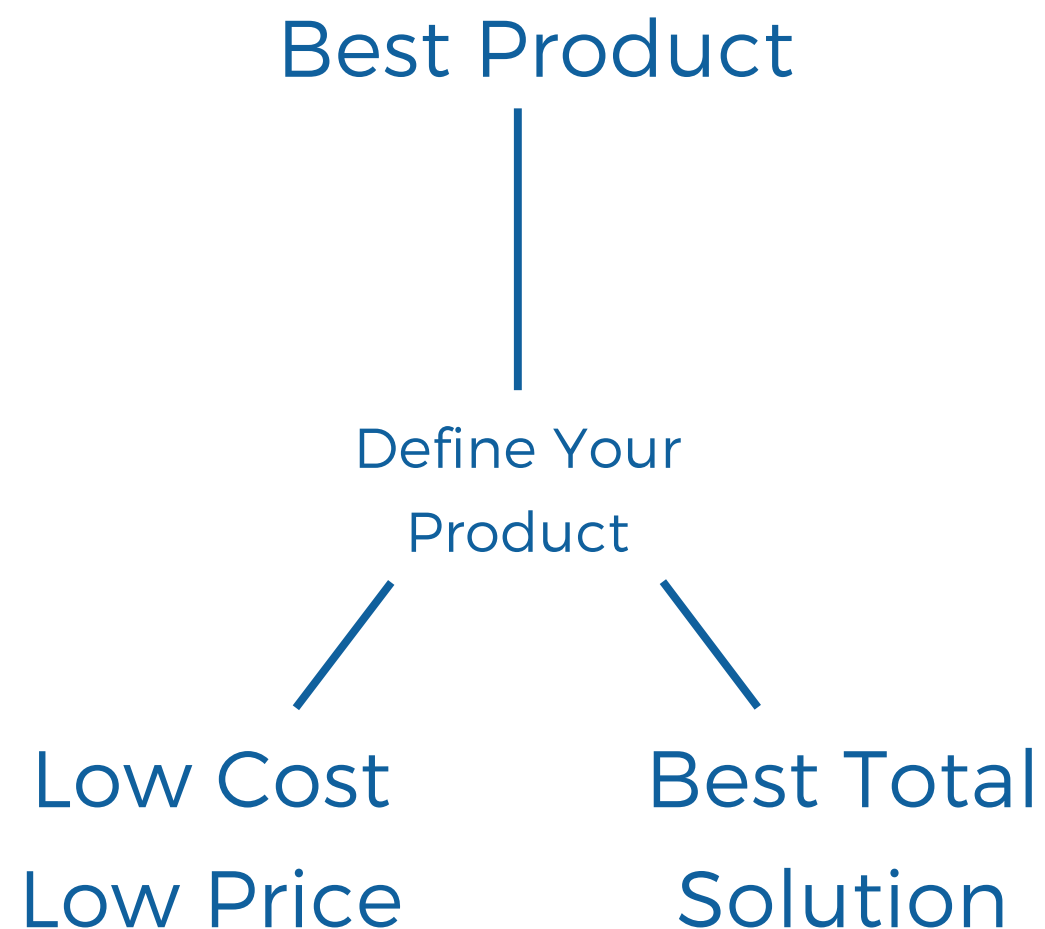 Best Product
Define Your
Product
Low Cost
Low Price
Best Total
Solution